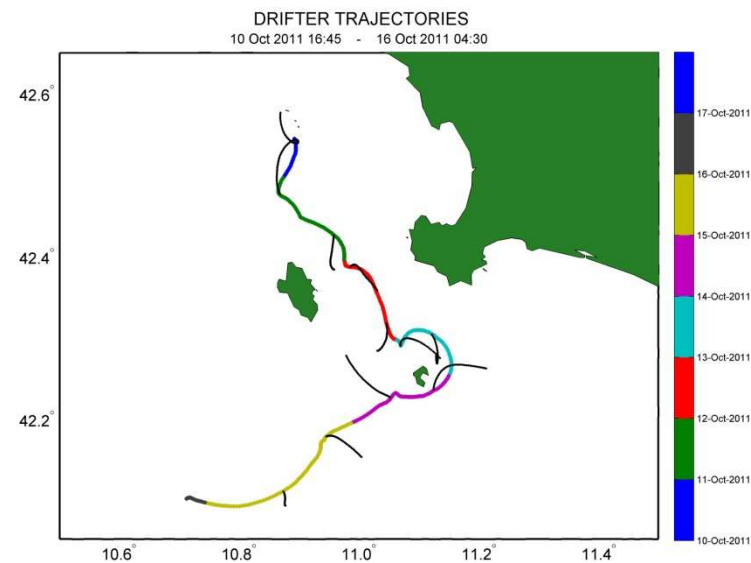 DRIFTER TRAJECTORIES
10 Oct 2011 16:45 - 16 Oct 2011 04:30
42.6°
42.4°
42.2°
10.6°
10.8°
11.0°
11.2°
11.4°
17-Oct-2011
16-Oct-2011
15-Oct-2011
14-Oct-2011
13-Oct-2011
12-Oct-2011
11-Oct-2011
10-Oct-2011